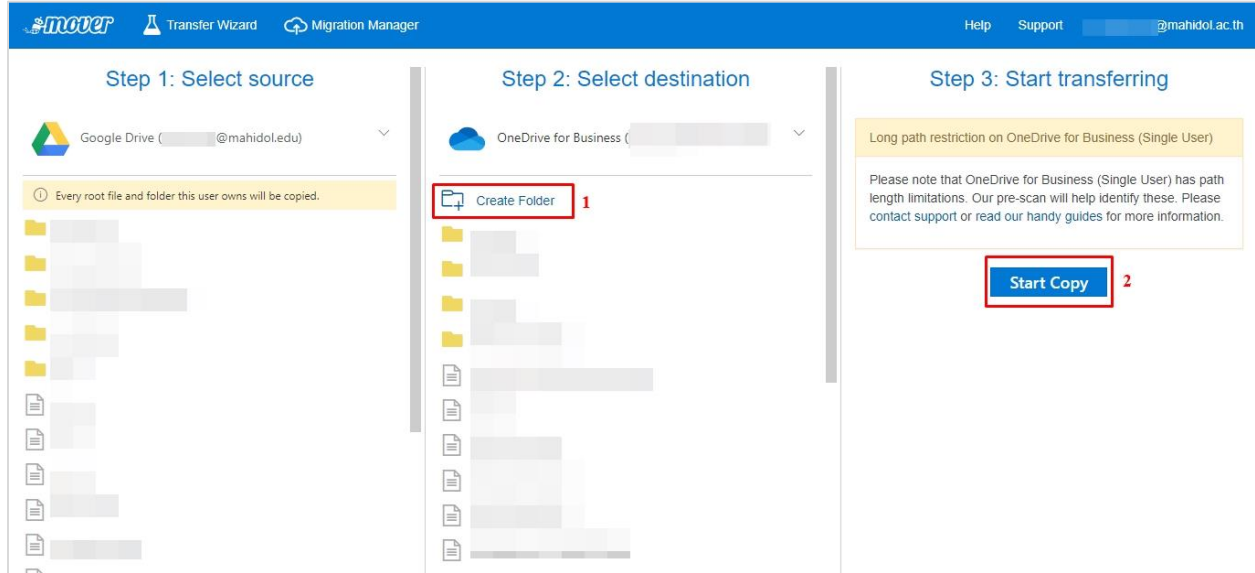 mover Transfer Wizard Migration Manager Help Support @mahidol.ac.th
Step 1: Select source
Google Drive ( @mahidol.edu)
Every root file and folder this user owns will be copied.
Step 2: Select destination
OneDrive for Business (
Create Folder 1
Step 3: Start transferring
Long path restriction on OneDrive for Business (Single User)
Please note that OneDrive for Business (Single User) has path
length limitations. Our pre-scan will help identify these. Please
contact support or read our handy guides for more information.
Start Copy 2